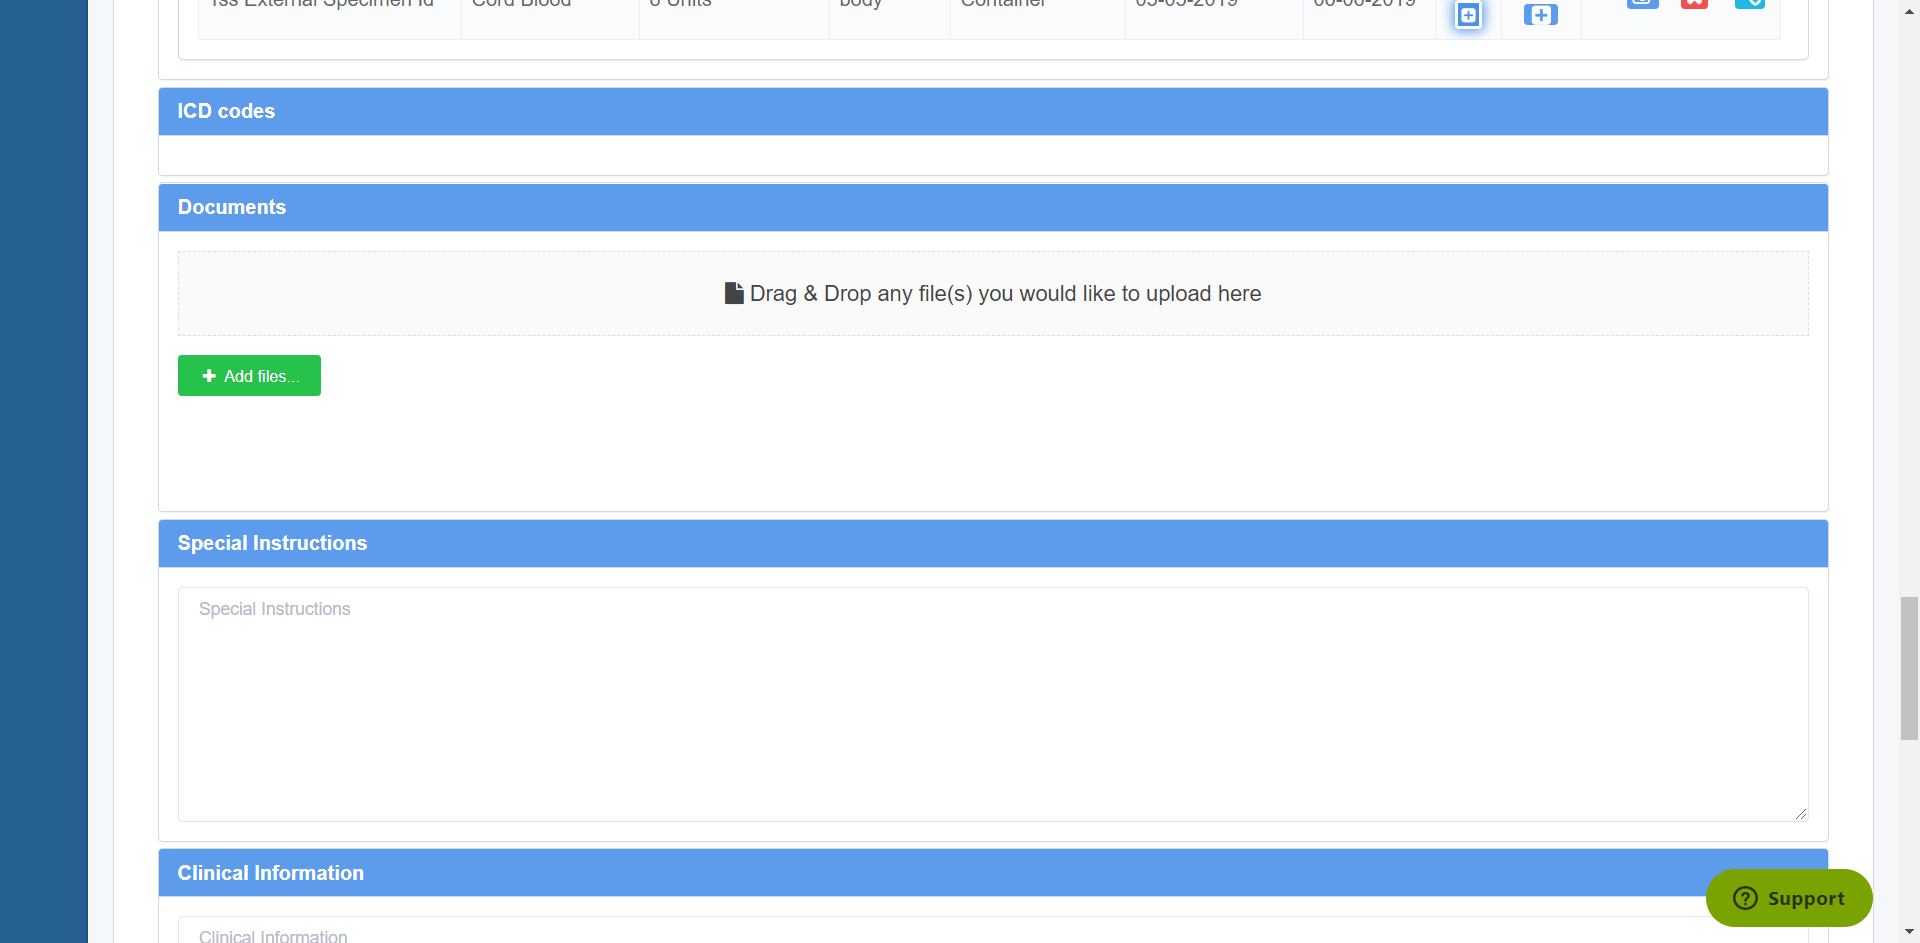 Tss External Specimen Id Cord Blood 8 Units body Container 05-05-2019 06-06-2019
ICD codes
Documents
Drag & Drop any file(s) you would like to upload here
Add files...
Special Instructions
Special Instructions
Clinical Information
Clinical Information
Support